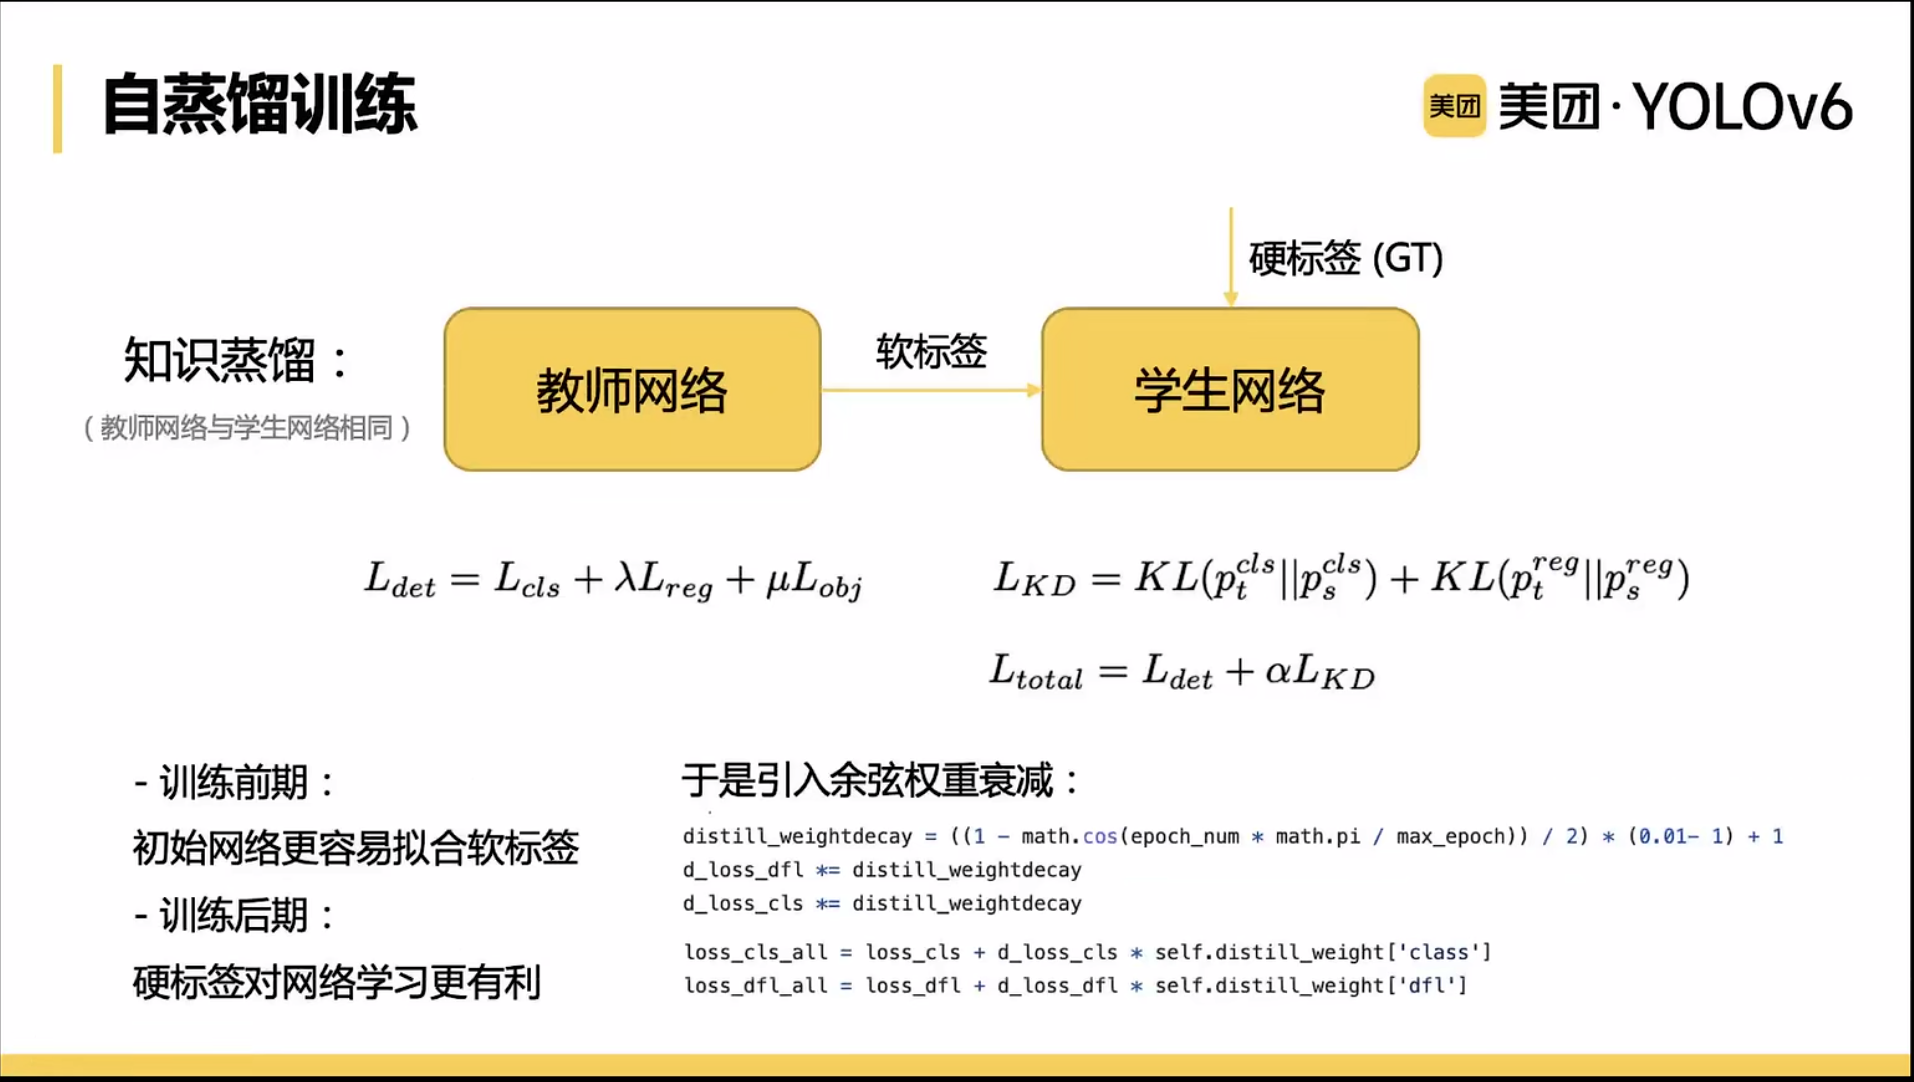 自蒸馏训练
美团 美团·YOLOv6
硬标签 (GT)
知识蒸馏：
（教师网络与学生网络相同）
教师网络
软标签
学生网络
L_{det} = L_{cls} + λL_{reg} + μL_{obj}
L_{KD} = KL(p_t^{cls}||p_s^{cls}) + KL(p_t^{reg}||p_s^{reg})
L_{total} = L_{det} + αL_{KD}
- 训练前期：
初始网络更容易拟合软标签
- 训练后期：
硬标签对网络学习更有利
于是引入余弦权重衰减：
distill_weightdecay = ((1 - math.cos(epoch_num * math.pi / max_epoch)) / 2) * (0.01- 1) + 1
d_loss_dfl *= distill_weightdecay
d_loss_cls *= distill_weightdecay
loss_cls_all = loss_cls + d_loss_cls * self.distill_weight['class']
loss_dfl_all = loss_dfl + d_loss_dfl * self.distill_weight['dfl']